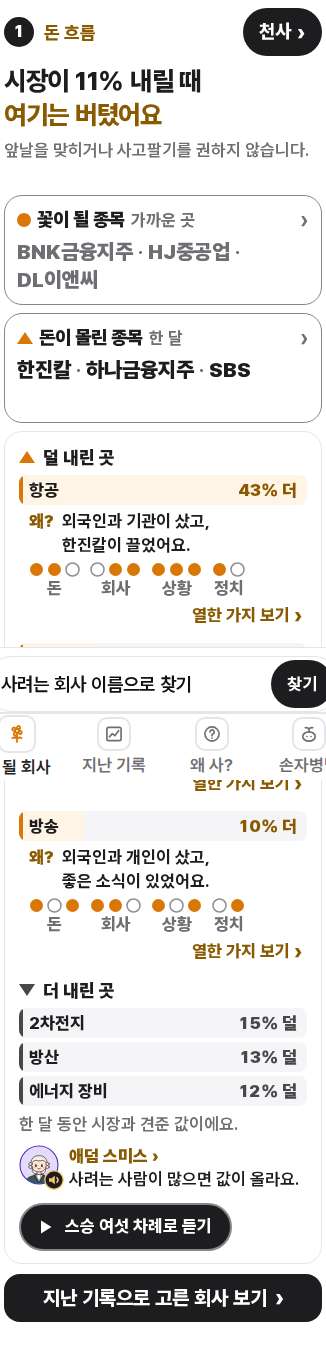 1 돈 흐름
천사 ›
시장이 11% 내릴 때
여기는 버텼어요
앞날을 맞히거나 사고팔기를 권하지 않습니다.
꽃이 될 종목 가까운 곳 ›
BNK금융지주 · HJ중공업 ·
DL이앤씨
돈이 몰린 종목 한 달 ›
한진칼 · 하나금융지주 · SBS
덜 내린 곳
항공 43% 더
왜? 외국인과 기관이 샀고,
한진칼이 끌었어요.
돈 회사 상황 정치
열한 가지 보기 ›
사려는 회사 이름으로 찾기 찾기
될 회사 지난 기록 왜 사? 손자병
열한 가지 보기 ›
방송 10% 더
왜? 외국인과 개인이 샀고,
좋은 소식이 있었어요.
돈 회사 상황 정치
열한 가지 보기 ›
더 내린 곳
2차전지 15% 덜
방산 13% 덜
에너지 장비 12% 덜
한 달 동안 시장과 견준 값이에요.
애덤 스미스 ›
사려는 사람이 많으면 값이 올라요.
스승 여섯 차례로 듣기
지난 기록으로 고른 회사 보기 ›